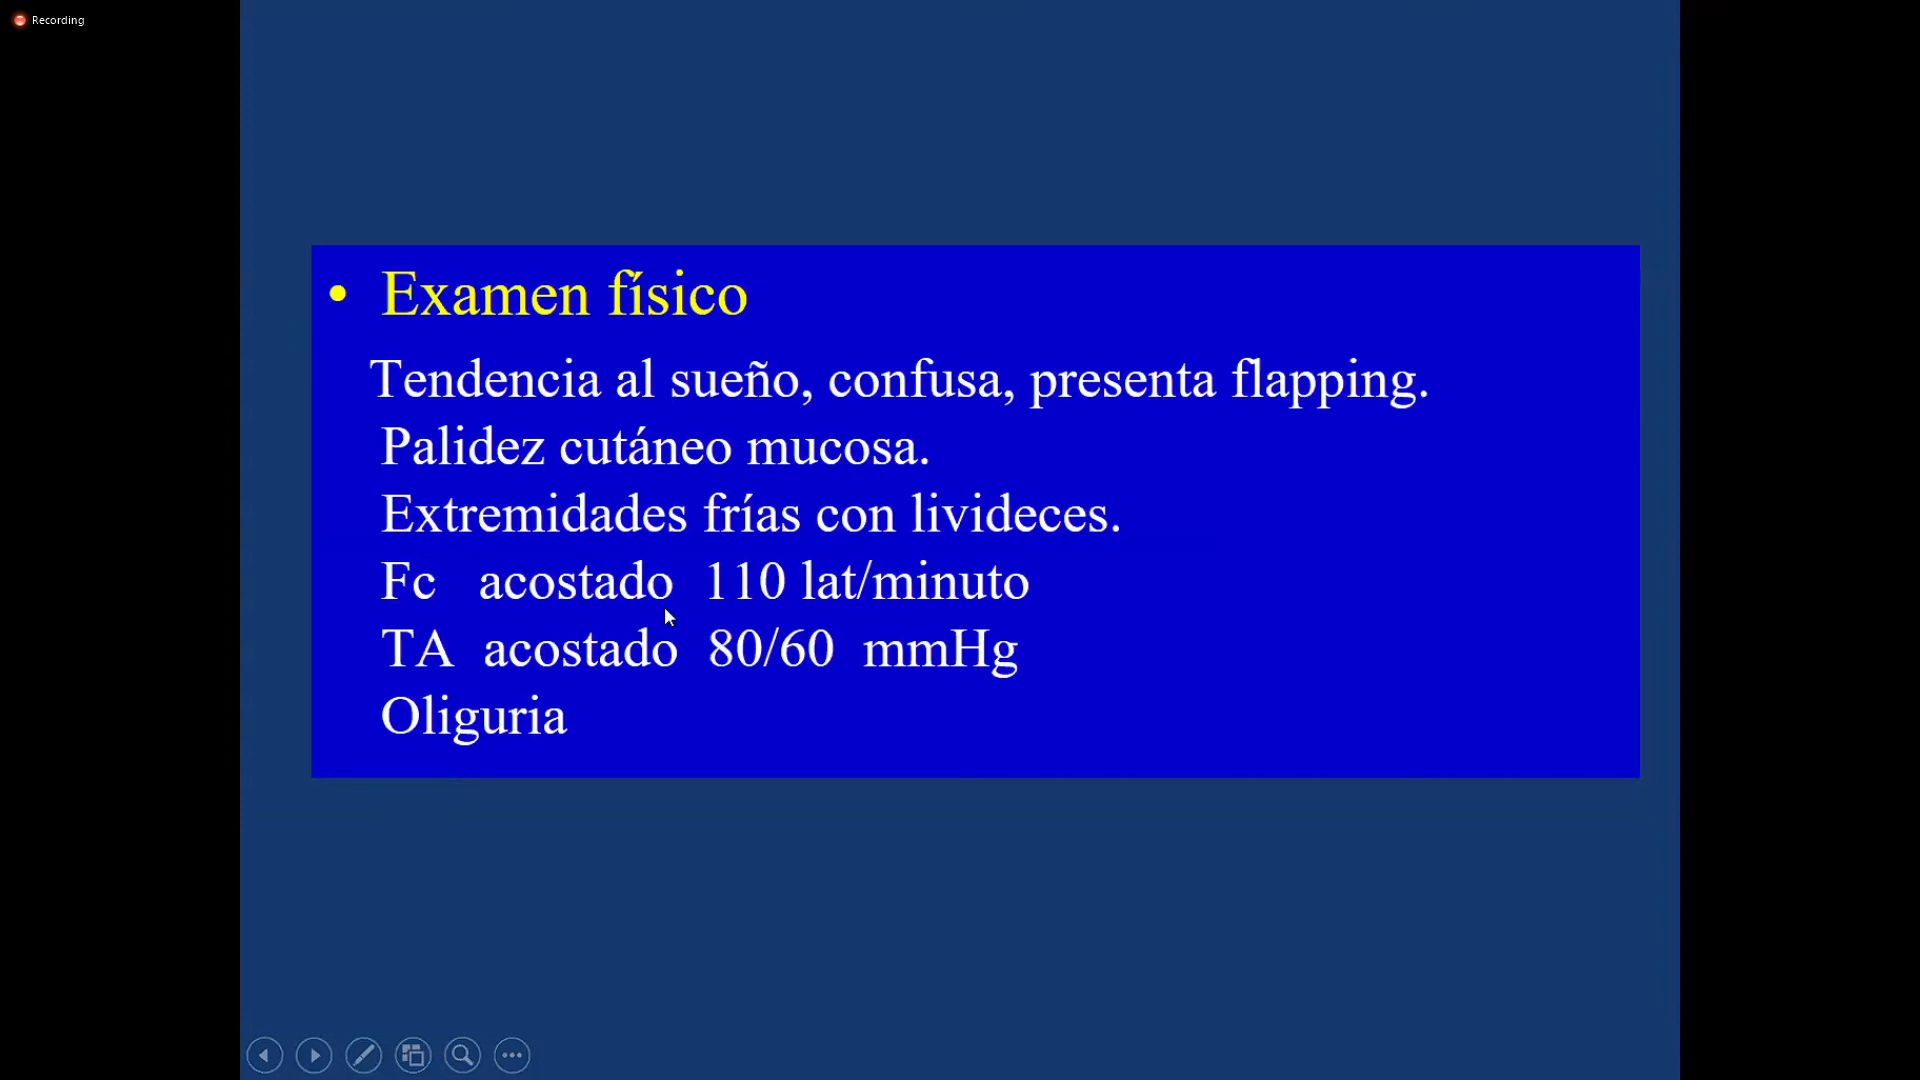 Recording
• Examen físico
Tendencia al sueño, confusa, presenta flapping.
Palidez cutáneo mucosa.
Extremidades frías con livideces.
Fc acostado 110 lat/minuto
TA acostado 80/60 mmHg
Oliguria